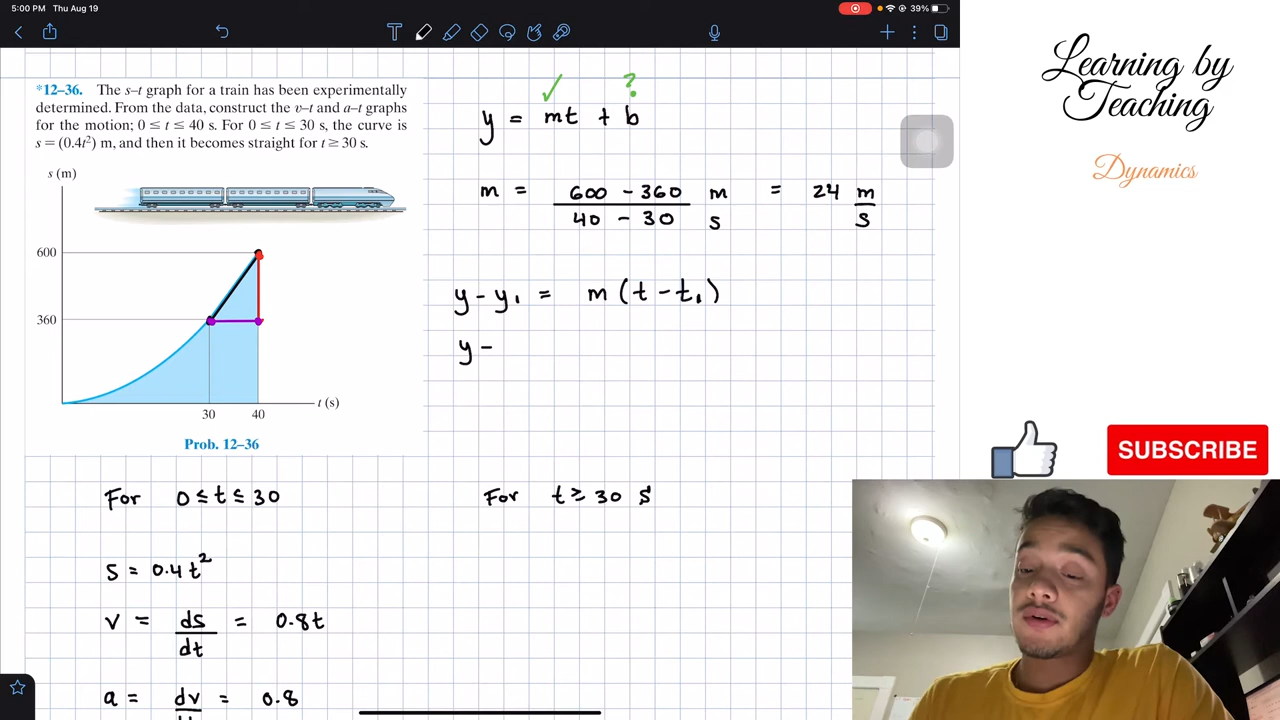 5:00 PM Thu Aug 19
39%
*12–36. The s–t graph for a train has been experimentally
determined. From the data, construct the v–t and a–t graphs
for the motion; 0 ≤ t ≤ 40 s. For 0 ≤ t ≤ 30 s, the curve is
s = (0.4t²) m, and then it becomes straight for t ≥ 30 s.
s (m)
600
360
30
40
t (s)
Prob. 12–36
✓ ?
y = mt + b
m = 600 – 360 m = 24 m
40 – 30 s s
y – y₁ = m (t – t₁)
y –
For 0 ≤ t ≤ 30
s = 0.4 t²
v = ds = 0.8t
dt
a = dv = 0.8
For t ≥ 30 s
Learning by
Teaching
Dynamics
SUBSCRIBE